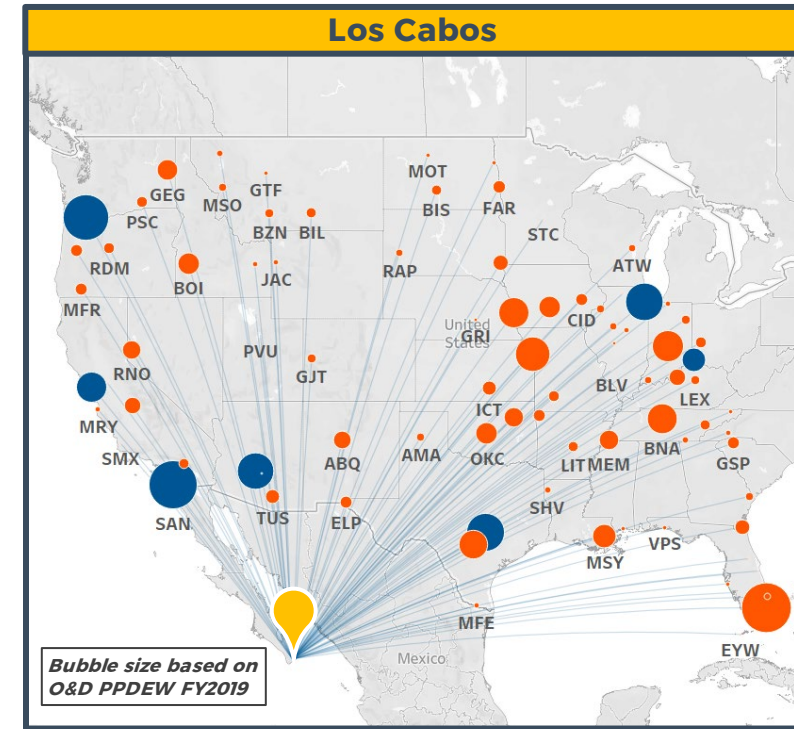 Los Cabos
MOT
GEG
GTF
MSO
BIS
FAR
PSC
BZN
BIL
STC
RDM
JAC
RAP
ATW
BOI
MFR
CID
United
States
GRI
PVU
RNO
GJT
BLV
LEX
ICT
MRY
BNA
SMX
ABQ
AMA
OKC
LIT
MEM
GSP
SHV
SAN
TUS
ELP
VPS
MSY
MFE
EYW
Mexico
Bubble size based on
O&D PPDEW FY2019